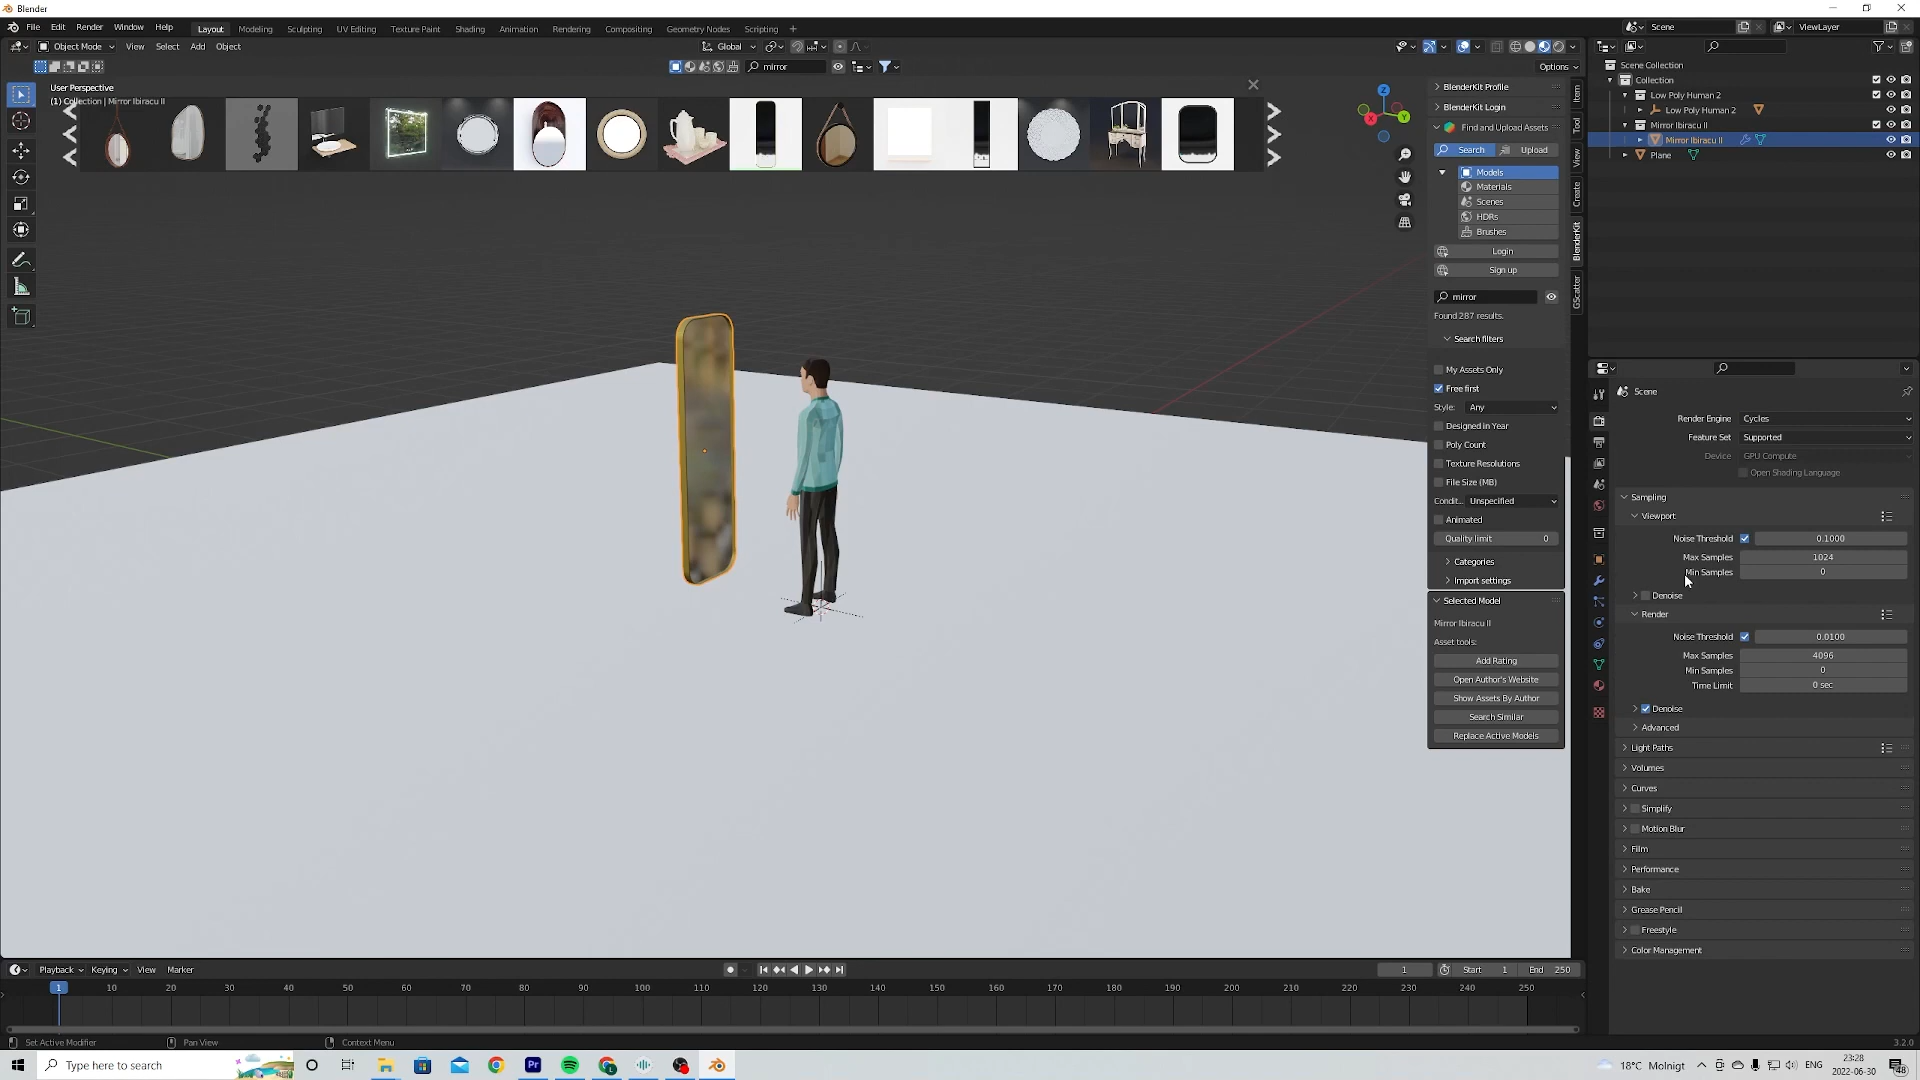 Blender
File Edit Render Window Help Layout Modeling Sculpting UV Editing Texture Paint Shading Animation Rendering Compositing Geometry Nodes Scripting +
Scene ViewLayer
Object Mode View Select Add Object Global
mirror Options
User Perspective
(1) Collection | Mirror Ibiracu II
Z
X
Y
Item
Tool
View
Create
BlenderKit
GScatter
BlenderKit Profile
BlenderKit Login
Find and Upload Assets
Search Upload
Models
Materials
Scenes
HDRs
Brushes
Login
Sign up
mirror
Found 287 results.
Search filters
My Assets Only
Free first
Style: Any
Designed in Year
Poly Count
Texture Resolutions
File Size (MB)
Condit... Unspecified
Animated
Quality limit 0
Categories
Import settings
Selected Model
Mirror Ibiracu II
Asset tools:
Add Rating
Open Author's Website
Show Assets By Author
Search Similar
Replace Active Models
Scene Collection
Collection
Low Poly Human 2
Low Poly Human 2
Mirror Ibiracu II
Mirror Ibiracu II
Plane
Scene
Render Engine Cycles
Feature Set Supported
Device GPU Compute
Open Shading Language
Sampling
Viewport
Noise Threshold 0.1000
Max Samples 1024
Min Samples 0
Denoise
Render
Noise Threshold 0.0100
Max Samples 4096
Min Samples 0
Time Limit 0 sec
Denoise
Advanced
Light Paths
Volumes
Curves
Simplify
Motion Blur
Film
Performance
Bake
Grease Pencil
Freestyle
Color Management
Playback Keying View Marker 1 Start 1 End 250
1 10 20 30 40 50 60 70 80 90 100 110 120 130 140 150 160 170 180 190 200 210 220 230 240 250
Set Active Modifier Pan View Context Menu 3.2.0
Type here to search Pr 18°C Molnigt ENG 23:28
2022-06-30 48